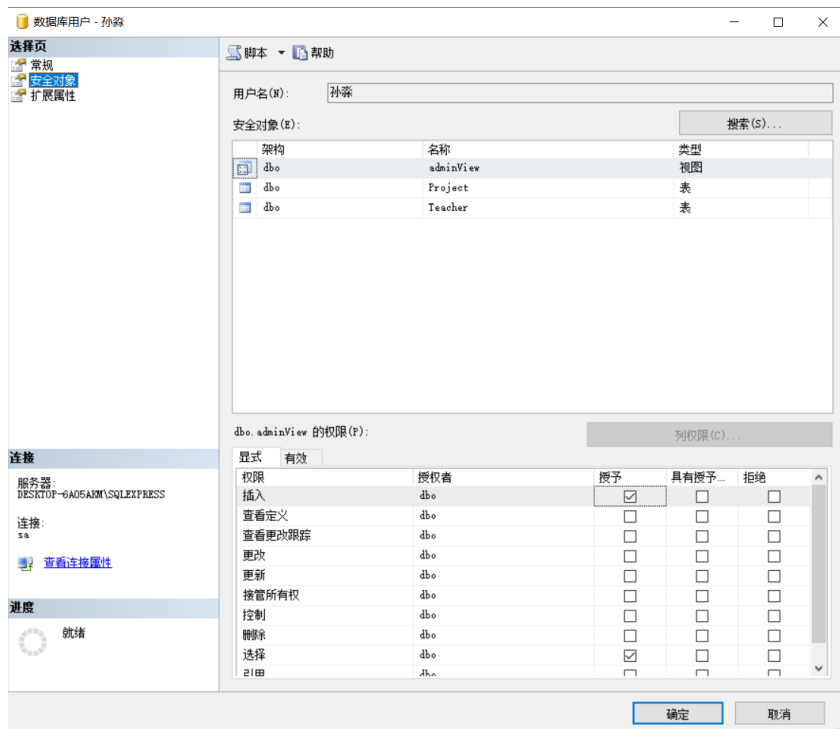 数据库用户 - 孙淼
选择页
常规
安全对象
扩展属性
脚本 帮助
用户名(N): 孙淼
安全对象(E): 搜索(S)...
架构 名称 类型
dbo adminView 视图
dbo Project 表
dbo Teacher 表
dbo.adminView 的权限(P): 列权限(C)...
显式 有效
权限 授权者 授予 具有授予... 拒绝
插入 dbo
查看定义 dbo
查看更改跟踪 dbo
更改 dbo
更新 dbo
接管所有权 dbo
控制 dbo
删除 dbo
选择 dbo
引用 dbo
连接
服务器:
DESKTOP-6AO5AKM\SQLEXPRESS
连接:
sa
查看连接属性
进度
就绪
确定 取消